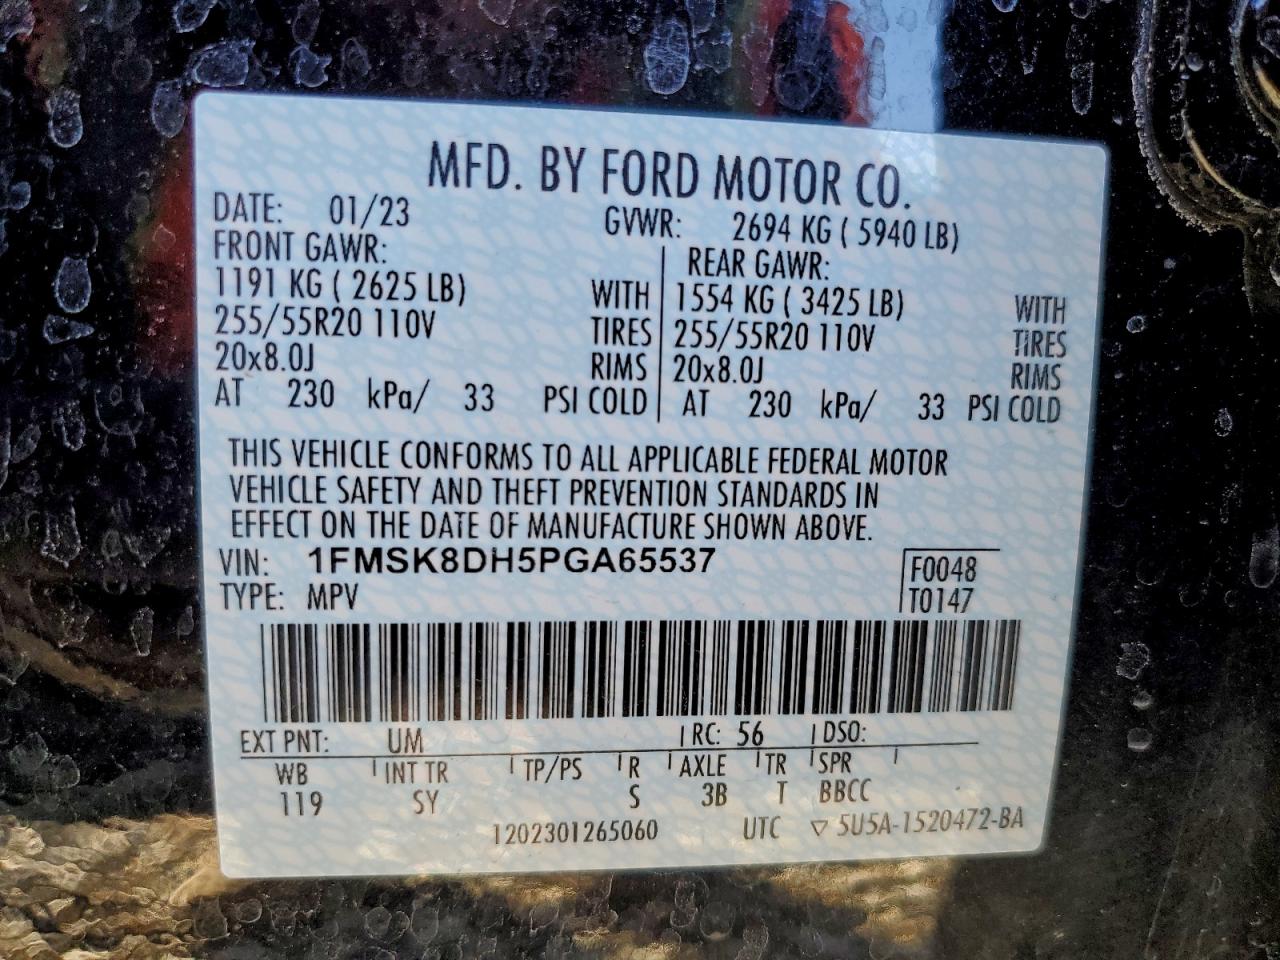 MFD. BY FORD MOTOR CO.
DATE: 01/23 GVWR: 2694 KG ( 5940 LB)
FRONT GAWR: REAR GAWR:
1191 KG ( 2625 LB) WITH 1554 KG ( 3425 LB) WITH
255/55R20 110V TIRES 255/55R20 110V TIRES
20x8.0J RIMS 20x8.0J RIMS
AT 230 kPa/ 33 PSI COLD AT 230 kPa/ 33 PSI COLD
THIS VEHICLE CONFORMS TO ALL APPLICABLE FEDERAL MOTOR
VEHICLE SAFETY AND THEFT PREVENTION STANDARDS IN
EFFECT ON THE DATE OF MANUFACTURE SHOWN ABOVE.
VIN: 1FMSK8DH5PGA65537 F0048
TYPE: MPV T0147
EXT PNT: UM RC: 56 DSO:
WB INT TR TP/PS R AXLE TR SPR
119 SY S 3B T BBCC
1202301265060 UTC ▽ 5U5A-1520472-BA